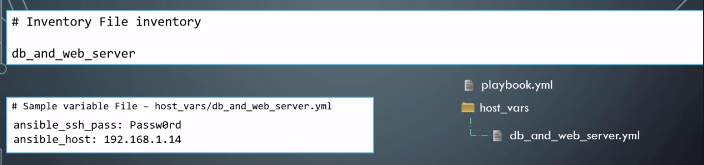 # Inventory File inventory
db_and_web_server
# Sample variable File – host_vars/db_and_web_server.yml
ansible_ssh_pass: Passw0rd
ansible_host: 192.168.1.14
playbook.yml
host_vars
db_and_web_server.yml